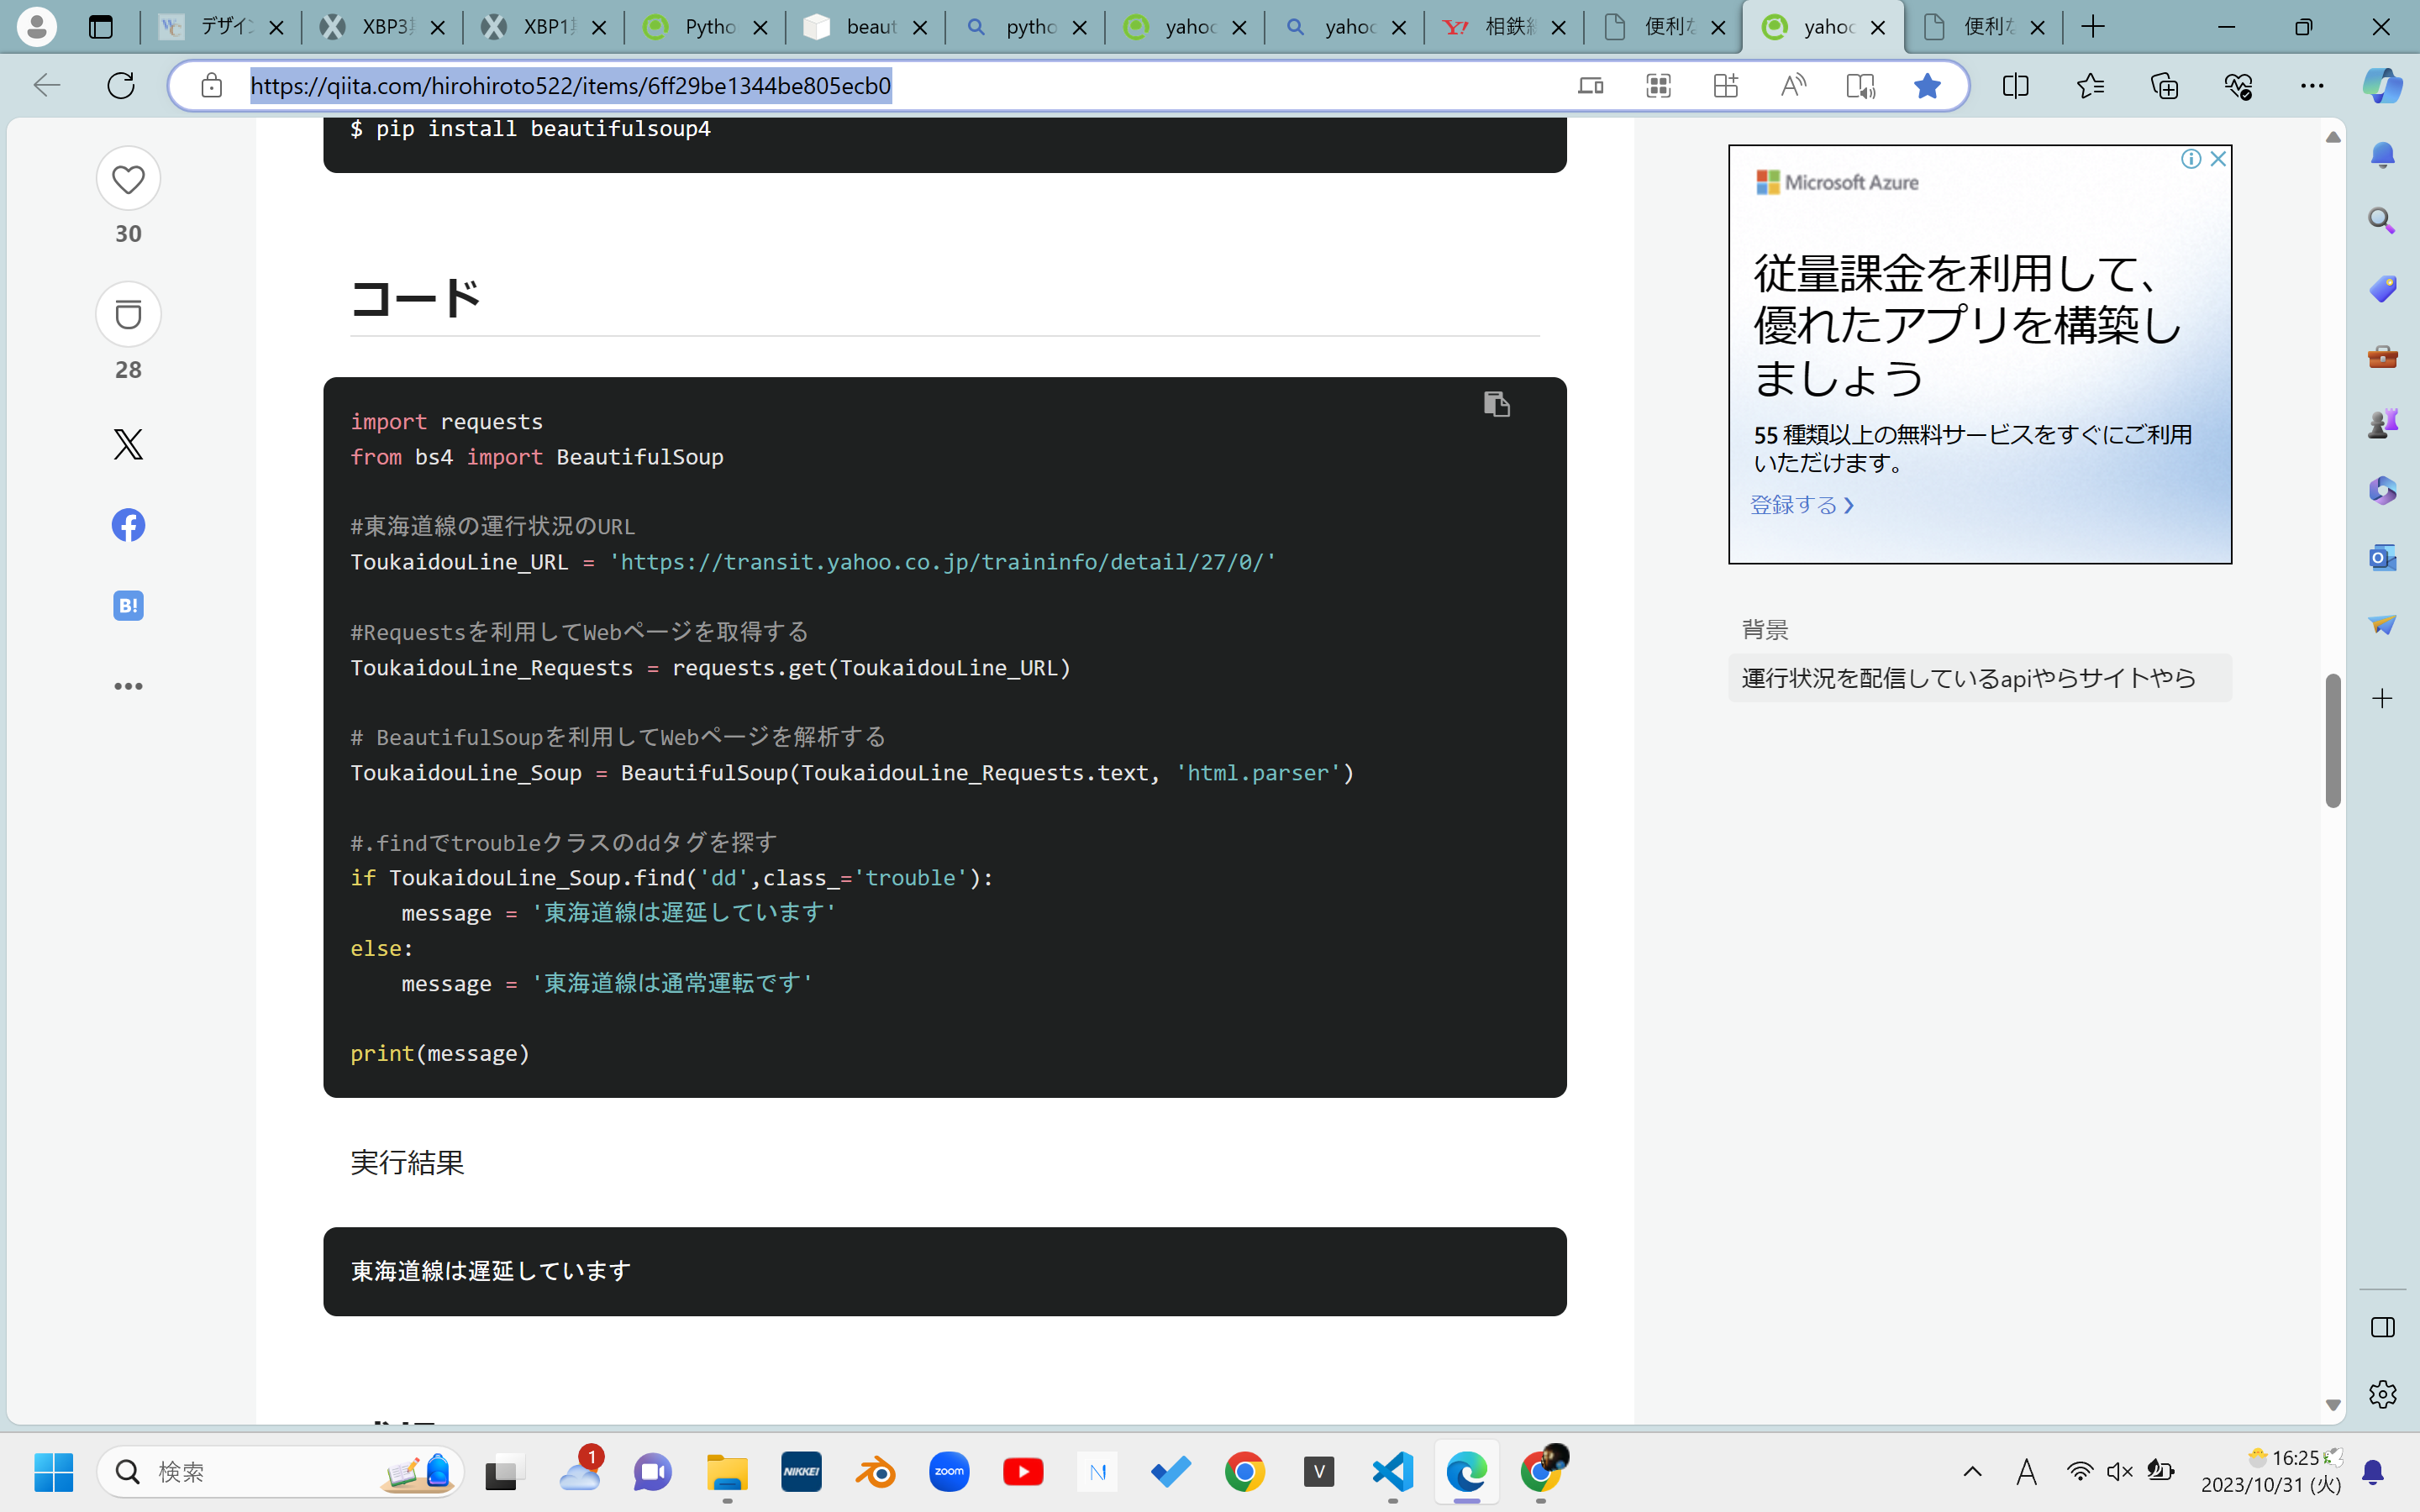 デザイン
XBP3
XBP1
Pytho
beaut
pytho
yahoo
yahoo
相鉄
便利な
yahoo
便利な
https://qiita.com/hirohiroto522/items/6ff29be1344be805ecb0
$ pip install beautifulsoup4
30
28
B!
コード
import requests
from bs4 import BeautifulSoup
#東海道線の運行状況のURL
ToukaidouLine_URL = 'https://transit.yahoo.co.jp/traininfo/detail/27/0/'
#Requestsを利用してWebページを取得する
ToukaidouLine_Requests = requests.get(ToukaidouLine_URL)
# BeautifulSoupを利用してWebページを解析する
ToukaidouLine_Soup = BeautifulSoup(ToukaidouLine_Requests.text, 'html.parser')
#.findでtroubleクラスのddタグを探す
if ToukaidouLine_Soup.find('dd',class_='trouble'):
    message = '東海道線は遅延しています'
else:
    message = '東海道線は通常運転です'
print(message)
実行結果
東海道線は遅延しています
Microsoft Azure
従量課金を利用して、
優れたアプリを構築し
ましょう
55 種類以上の無料サービスをすぐにご利用
いただけます。
登録する ❯
背景
運行状況を配信しているapiやらサイトやら
検索
1
NIKKEI
zoom
N
V
A
16:25
2023/10/31 (火)